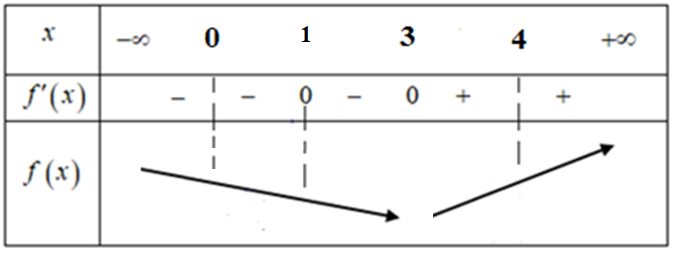 x −∞ 0 1 3 4 +∞
f′(x) − − 0 − 0 + +
f(x)